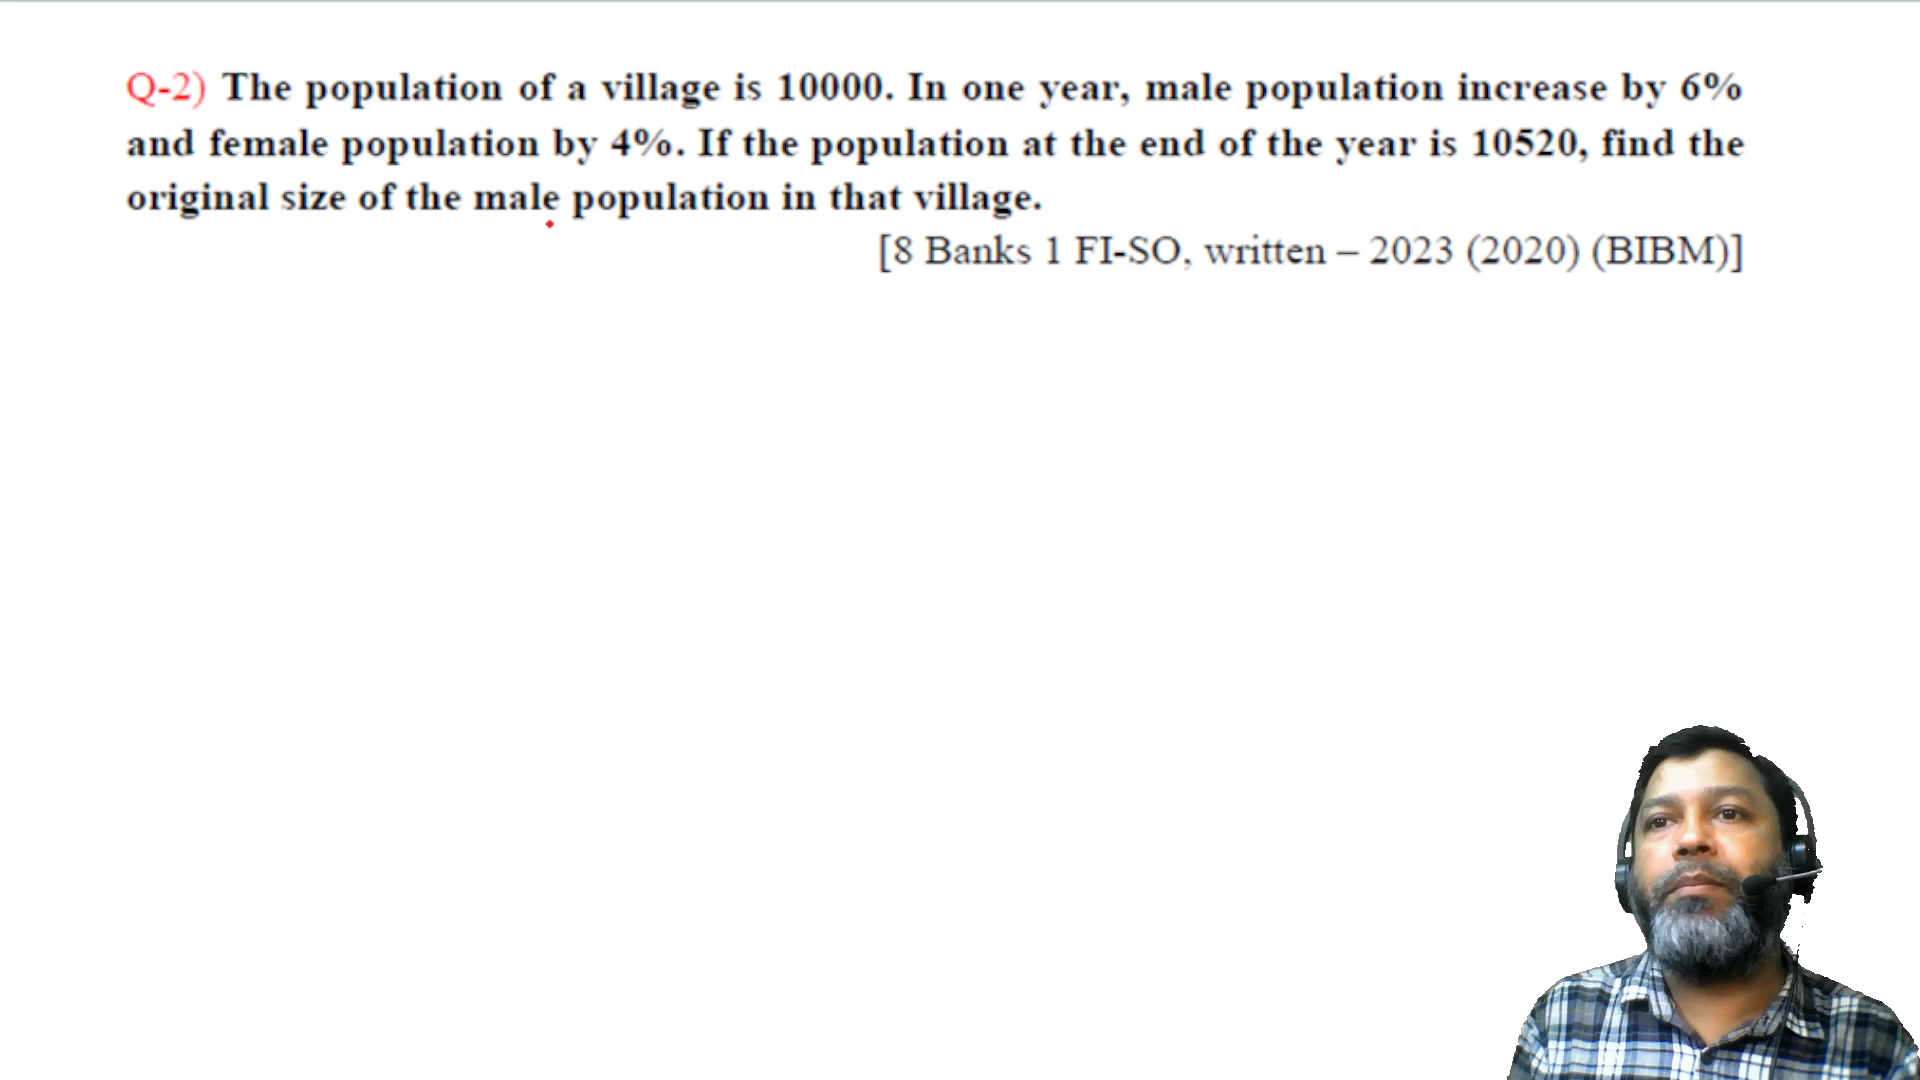 Q-2) The population of a village is 10000. In one year, male population increase by 6%
and female population by 4%. If the population at the end of the year is 10520, find the
original size of the male population in that village.
[8 Banks 1 FI-SO, written – 2023 (2020) (BIBM)]